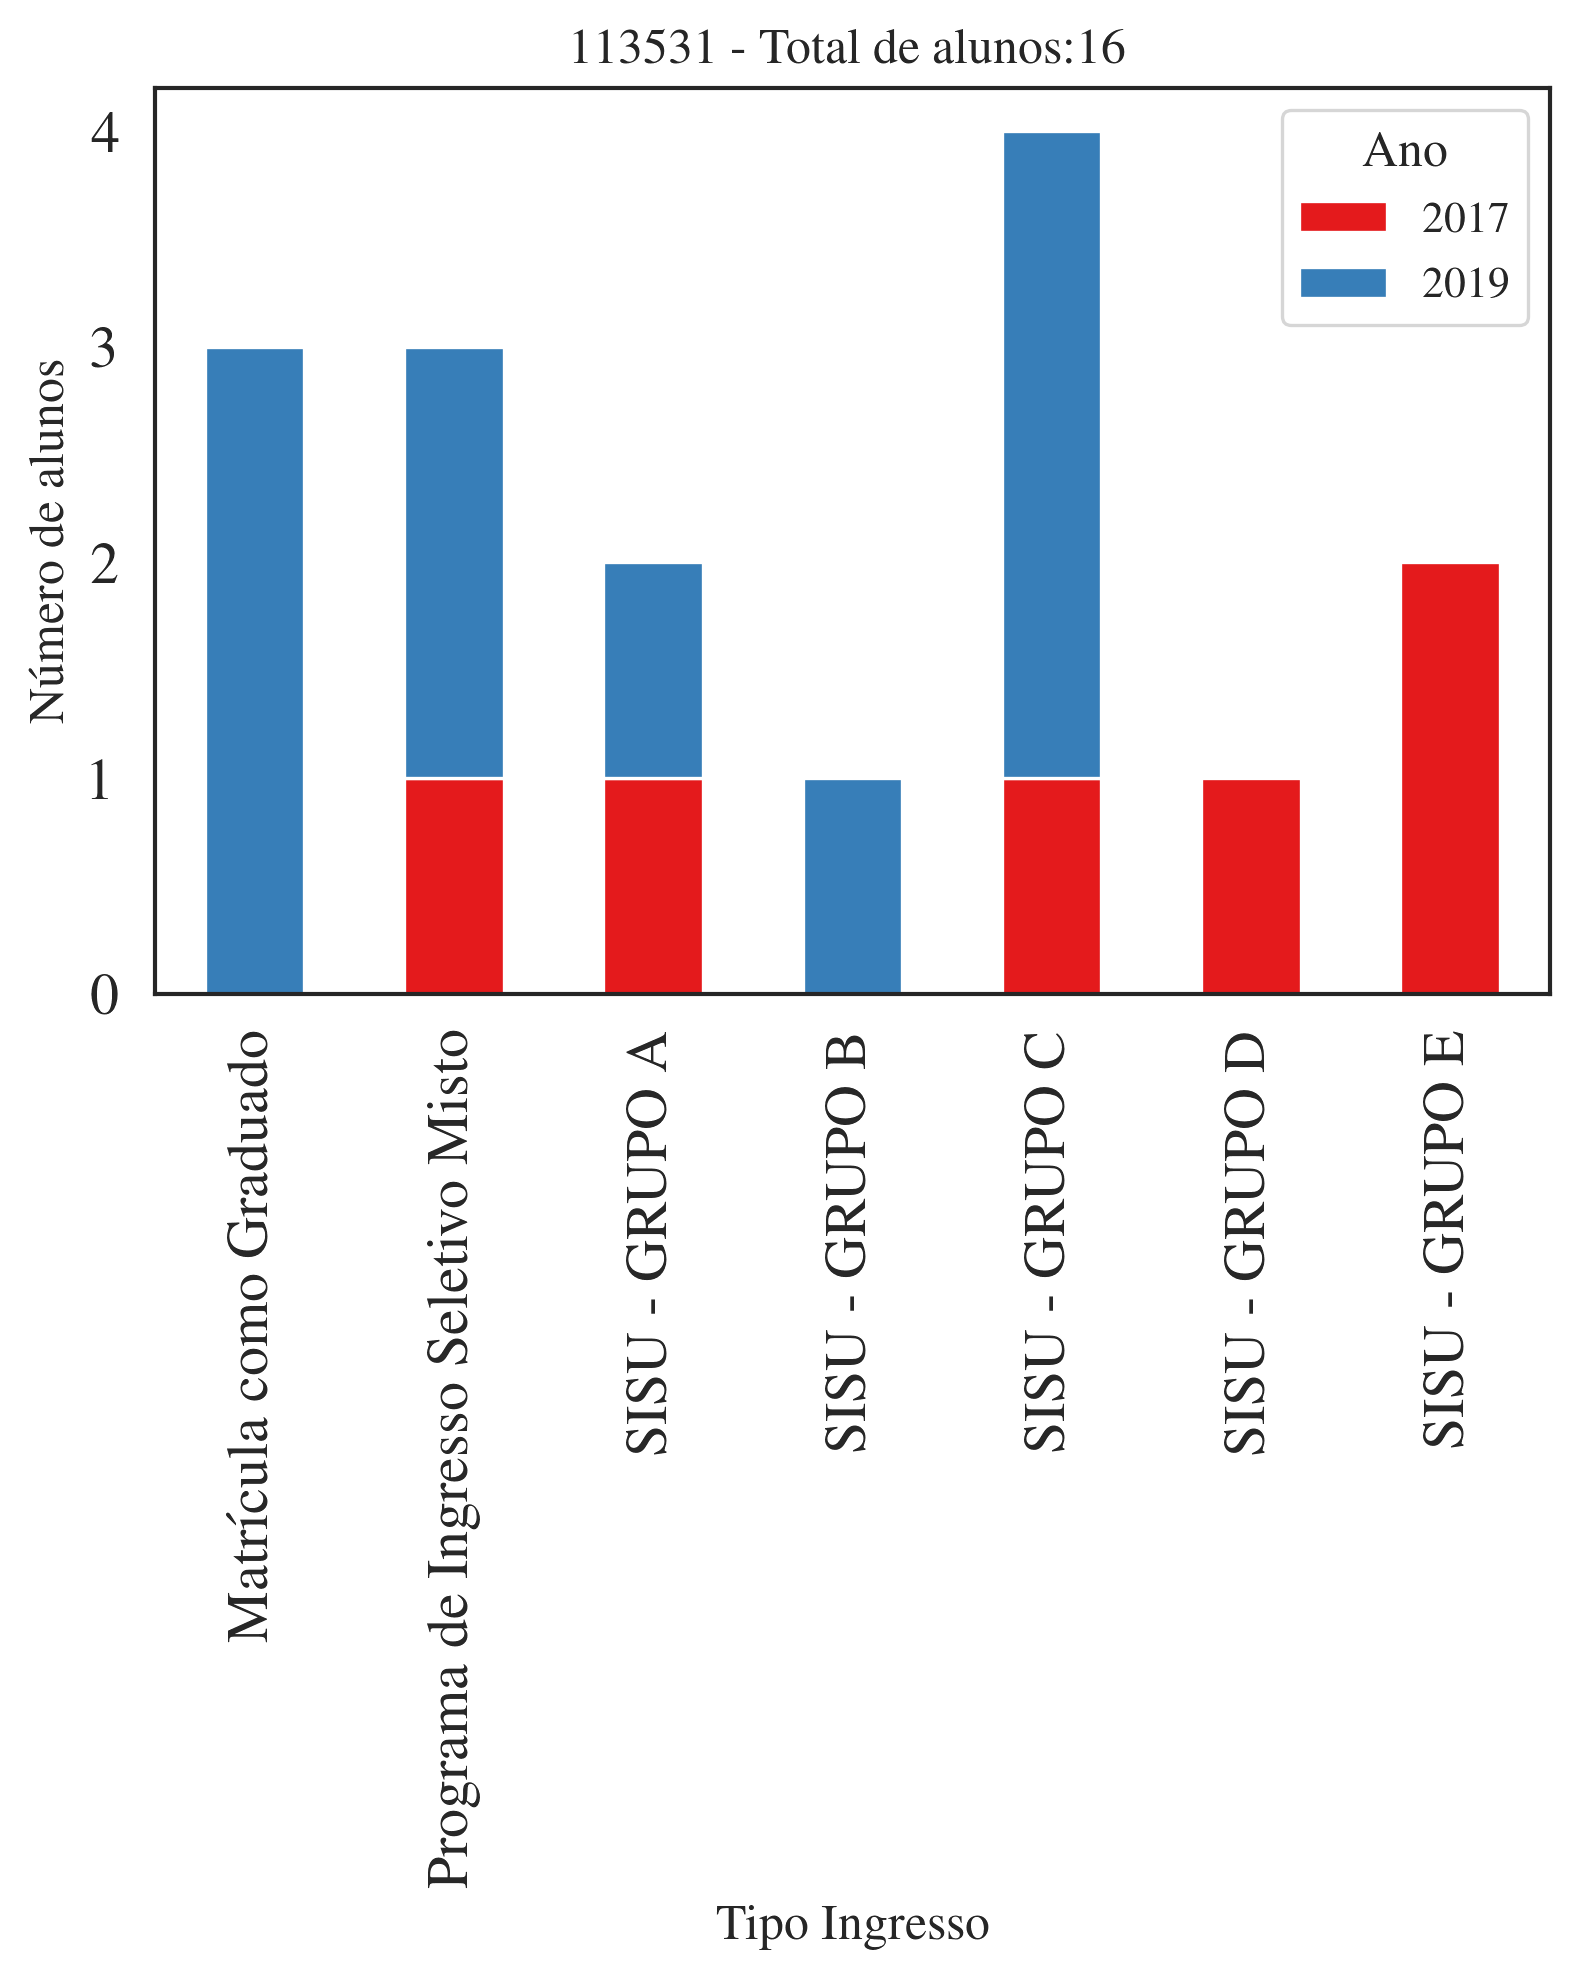 113531 - Total de alunos:16
Ano
2017
2019
Número de alunos
4
3
2
1
0
Matrícula como Graduado
Programa de Ingresso Seletivo Misto
SISU - GRUPO A
SISU - GRUPO B
SISU - GRUPO C
SISU - GRUPO D
SISU - GRUPO E
Tipo Ingresso